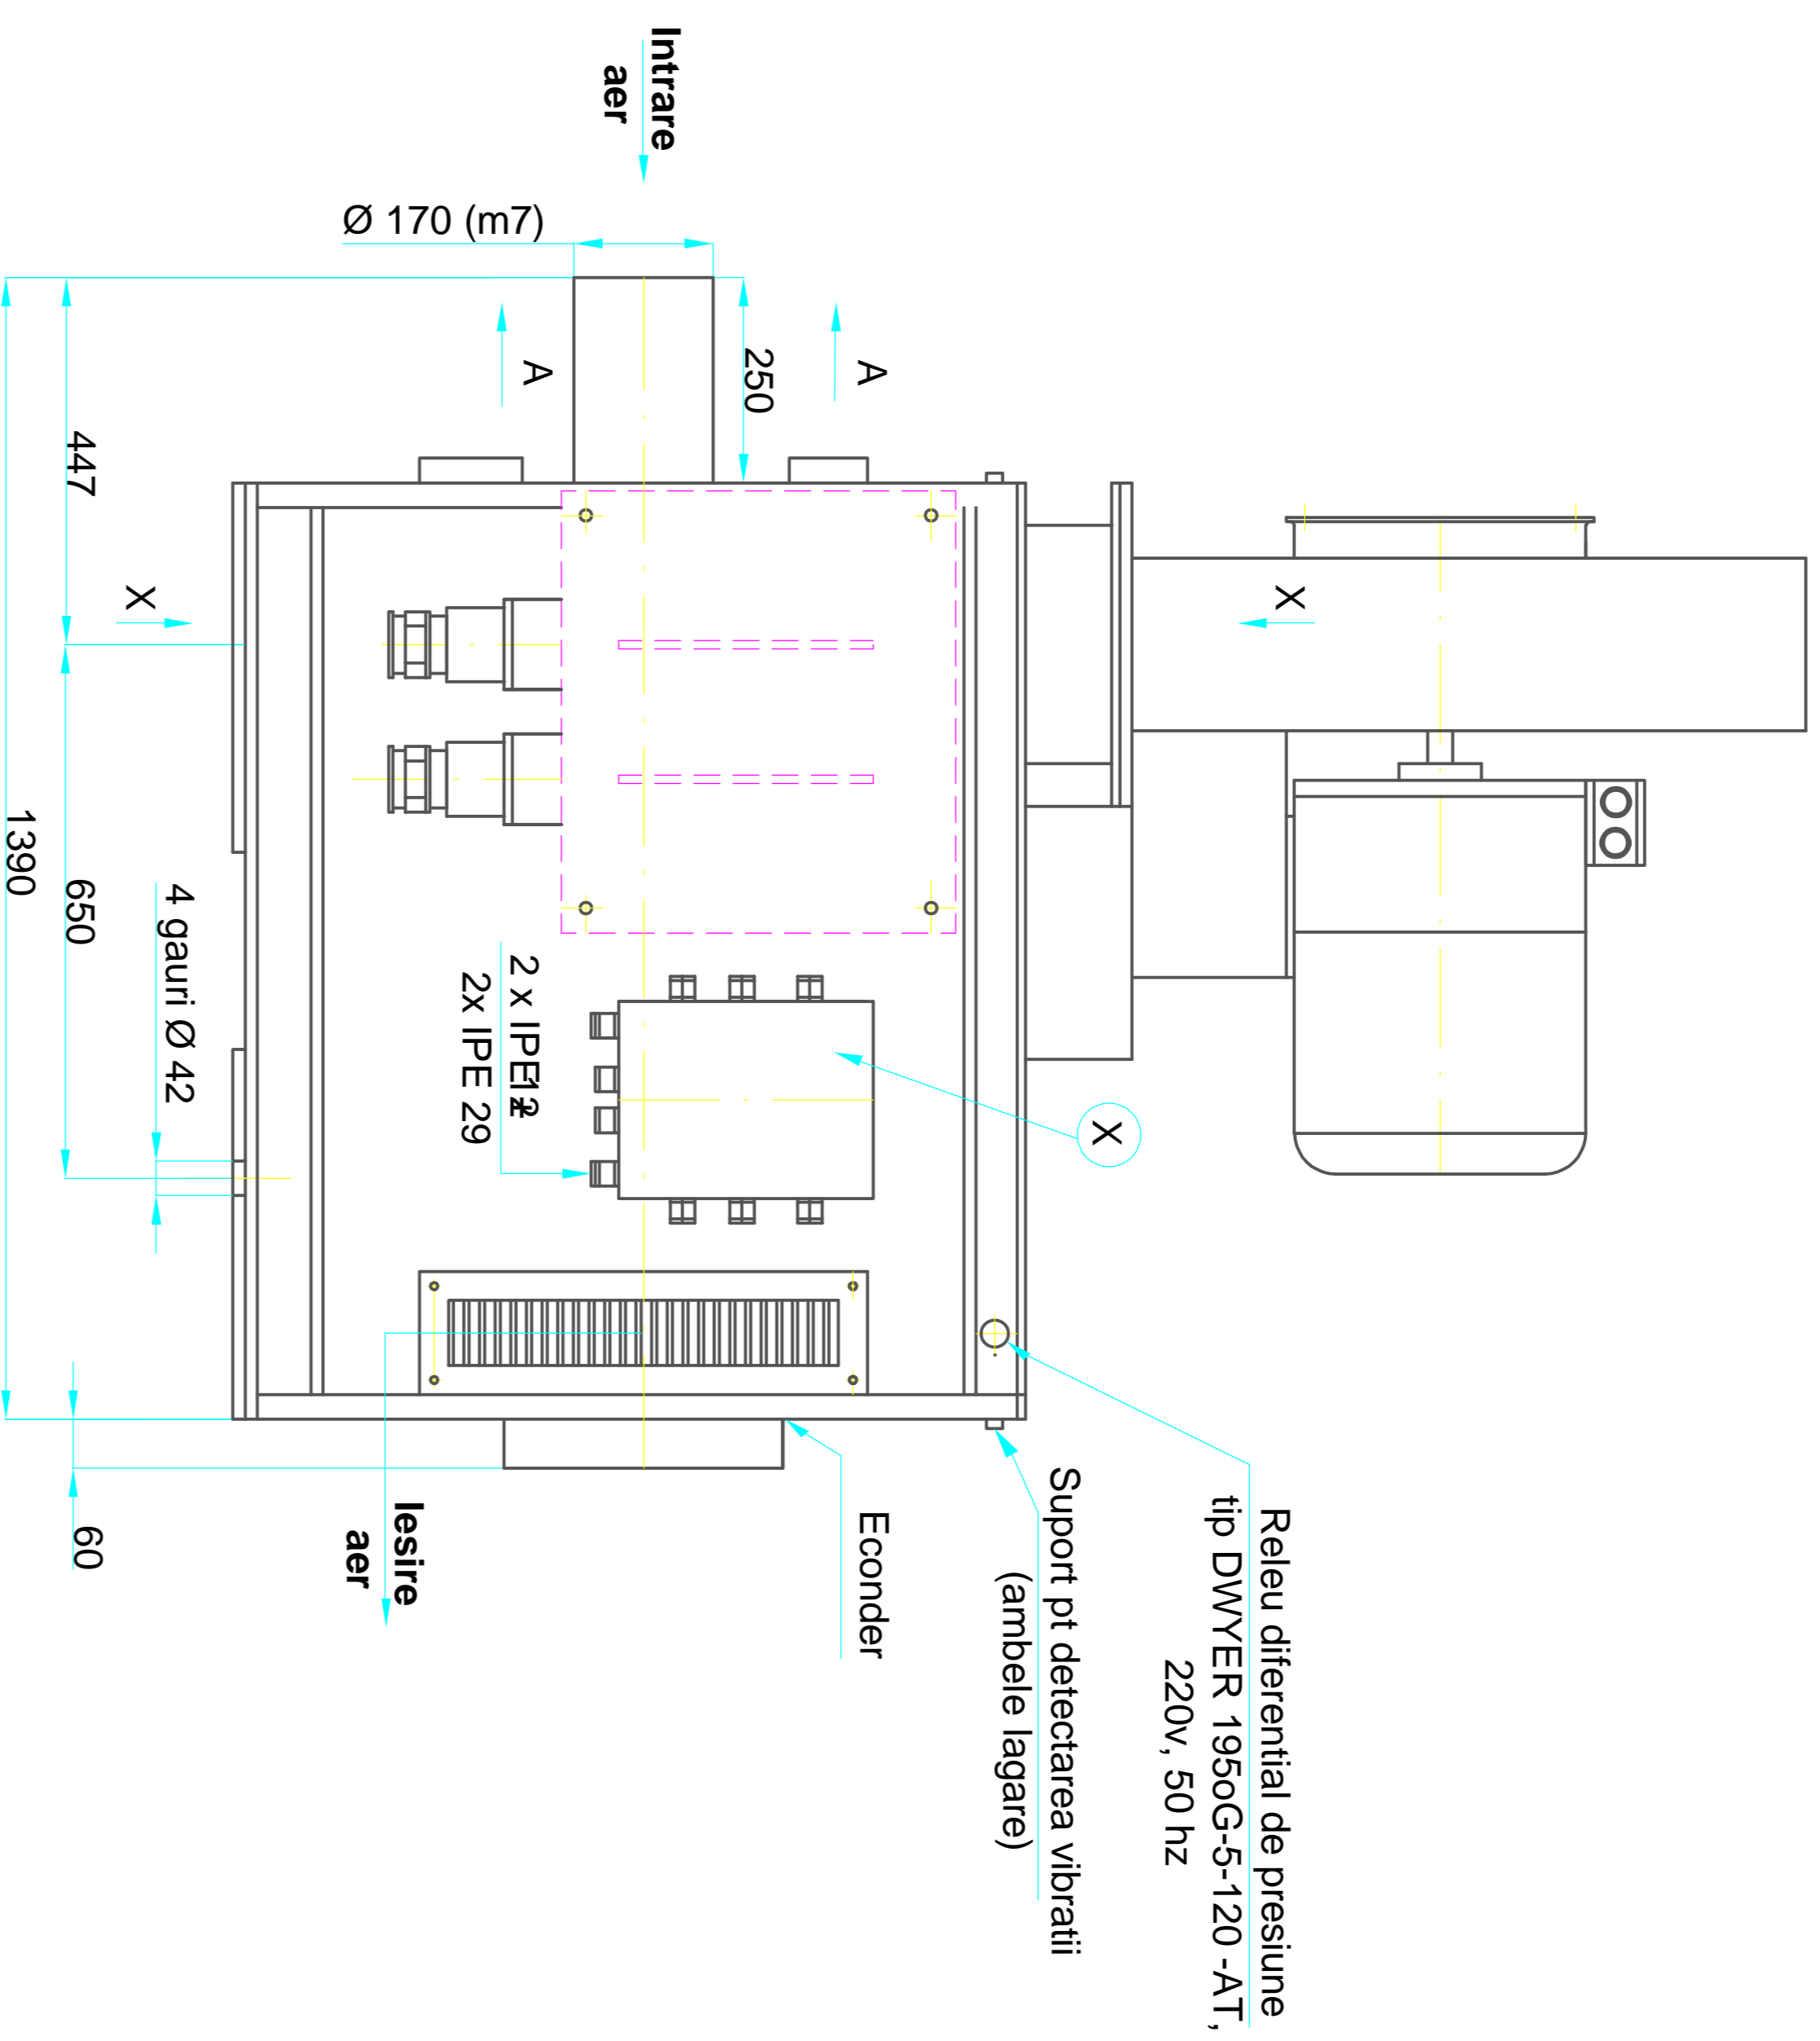 Intrare
aer
Ø 170 (m7)
250
A
A
447
X
X
650
1390
4 gauri Ø 42
2 x IPE
2x IPE 29
X
60
Iesire
aer
Econder
Suport pt detectarea vibratii
(ambele lagare)
Releu diferential de presiune
tip DWYER 195oG-5-120 -AT,
220v, 50 hz